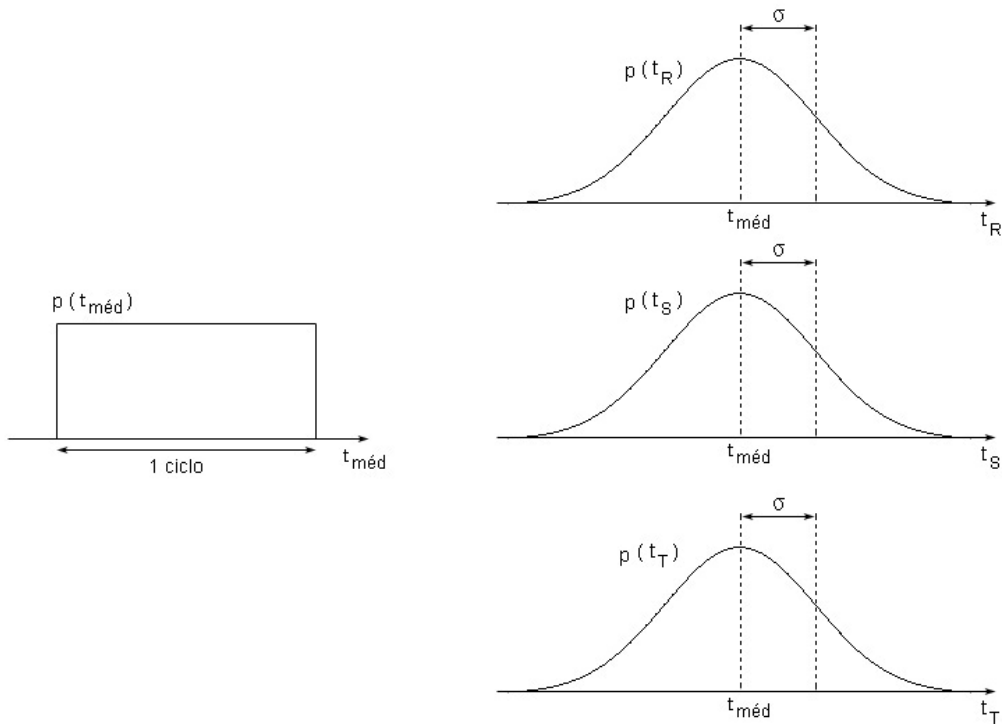 p(t_méd)
t_méd
1 ciclo
σ
p(t_R)
t_méd
t_R
σ
p(t_S)
t_méd
t_S
σ
p(t_T)
t_méd
t_T